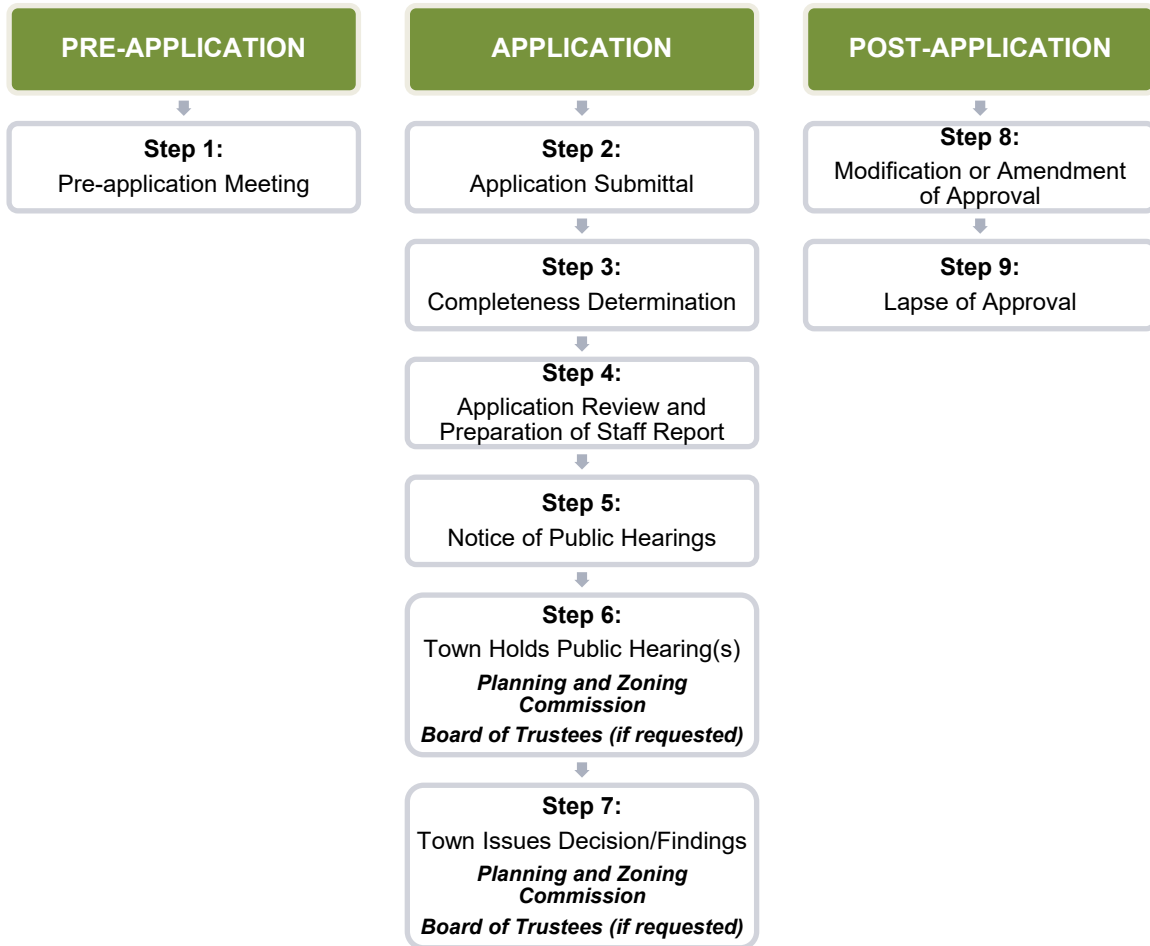 PRE-APPLICATION
Step 1:
Pre-application Meeting
APPLICATION
Step 2:
Application Submittal
Step 3:
Completeness Determination
Step 4:
Application Review and
Preparation of Staff Report
Step 5:
Notice of Public Hearings
Step 6:
Town Holds Public Hearing(s)
Planning and Zoning
Commission
Board of Trustees (if requested)
Step 7:
Town Issues Decision/Findings
Planning and Zoning
Commission
Board of Trustees (if requested)
POST-APPLICATION
Step 8:
Modification or Amendment
of Approval
Step 9:
Lapse of Approval